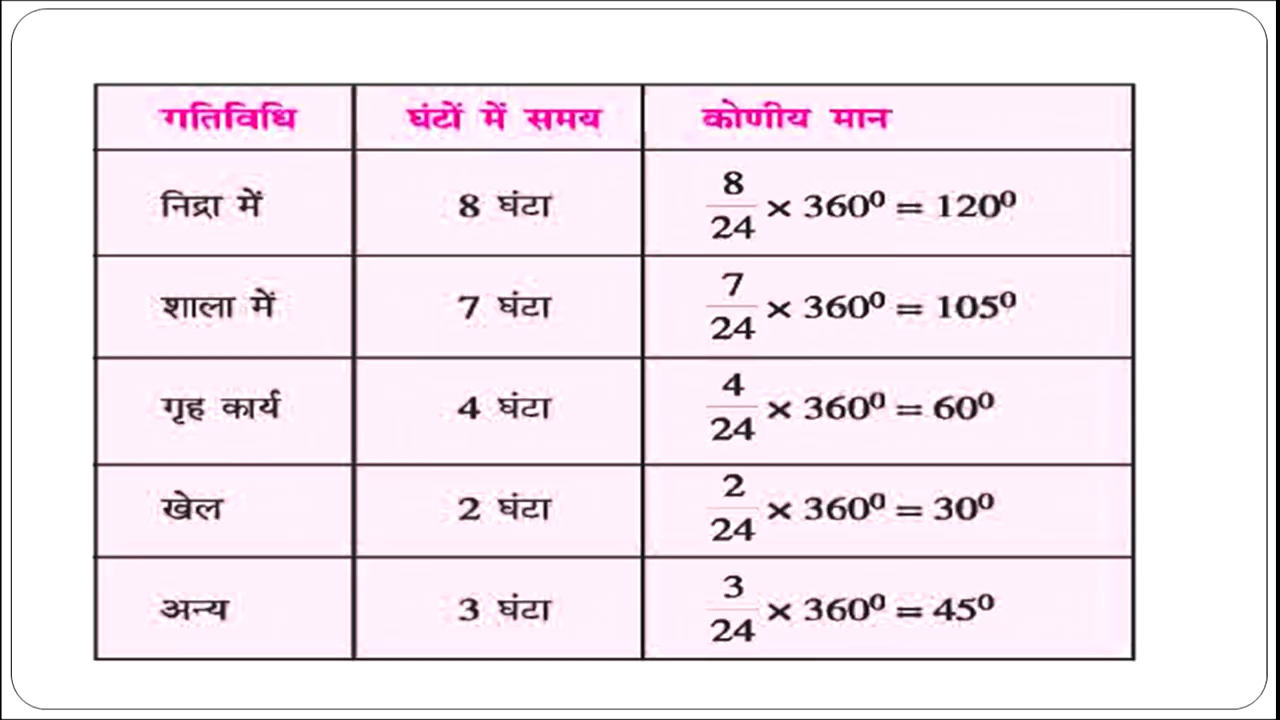 गतिविधि घंटों में समय कोणीय मान
निद्रा में 8 घंटा 8/24 × 360⁰ = 120⁰
शाला में 7 घंटा 7/24 × 360⁰ = 105⁰
गृह कार्य 4 घंटा 4/24 × 360⁰ = 60⁰
खेल 2 घंटा 2/24 × 360⁰ = 30⁰
अन्य 3 घंटा 3/24 × 360⁰ = 45⁰